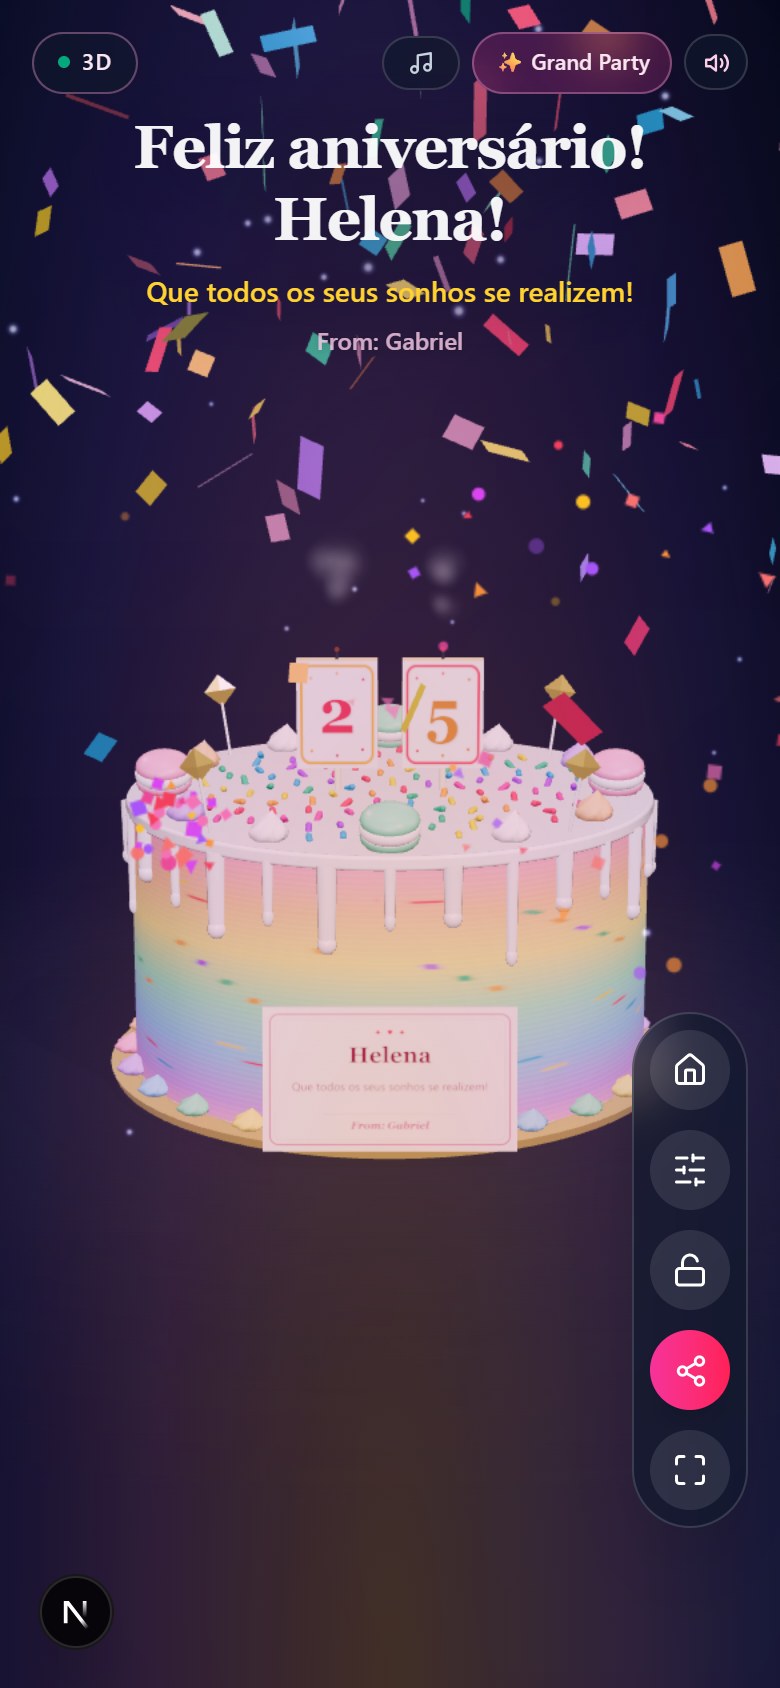 3D
Grand Party
Feliz aniversário!
Helena!
Que todos os seus sonhos se realizem!
From: Gabriel
2 5
Helena
Que todos os seus sonhos se realizem!
From: Gabriel
N